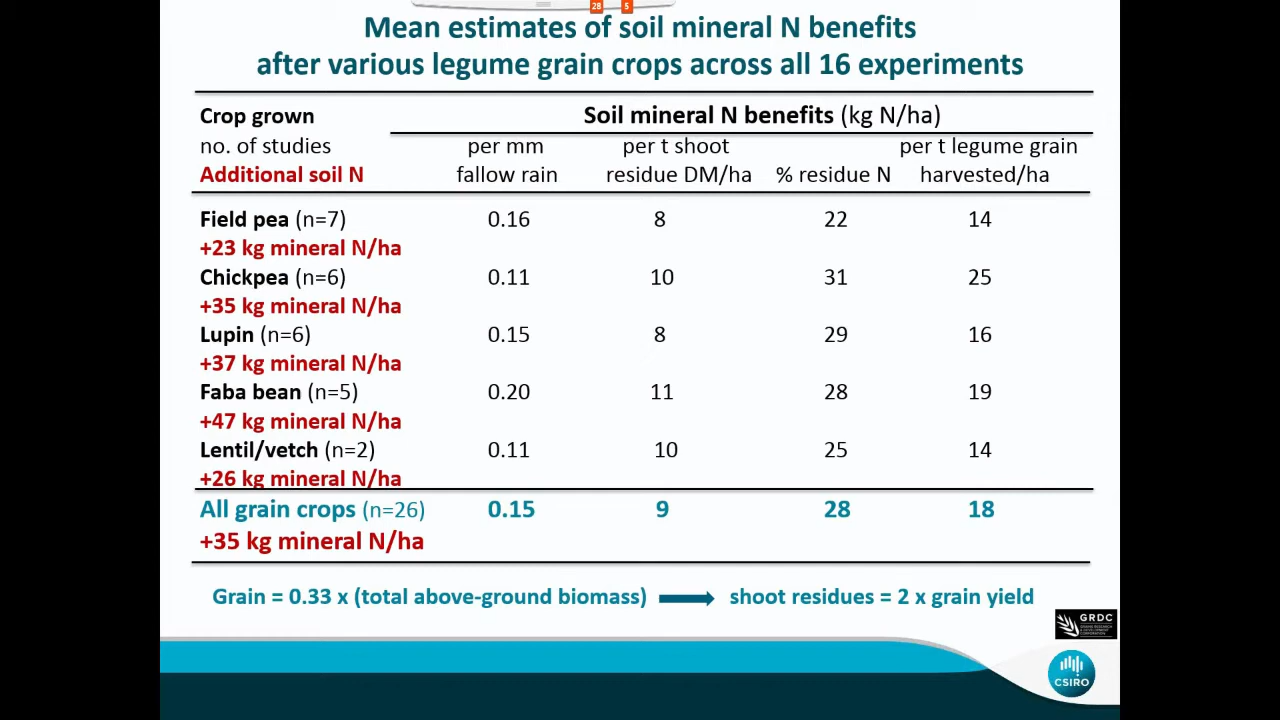 28 5
Mean estimates of soil mineral N benefits
after various legume grain crops across all 16 experiments
Crop grown Soil mineral N benefits (kg N/ha)
no. of studies per mm per t shoot per t legume grain
Additional soil N fallow rain residue DM/ha % residue N harvested/ha
Field pea (n=7) 0.16 8 22 14
+23 kg mineral N/ha
Chickpea (n=6) 0.11 10 31 25
+35 kg mineral N/ha
Lupin (n=6) 0.15 8 29 16
+37 kg mineral N/ha
Faba bean (n=5) 0.20 11 28 19
+47 kg mineral N/ha
Lentil/vetch (n=2) 0.11 10 25 14
+26 kg mineral N/ha
All grain crops (n=26) 0.15 9 28 18
+35 kg mineral N/ha
Grain = 0.33 x (total above-ground biomass) shoot residues = 2 x grain yield
GRDC
GRAINS RESEARCH
& DEVELOPMENT
CORPORATION
CSIRO